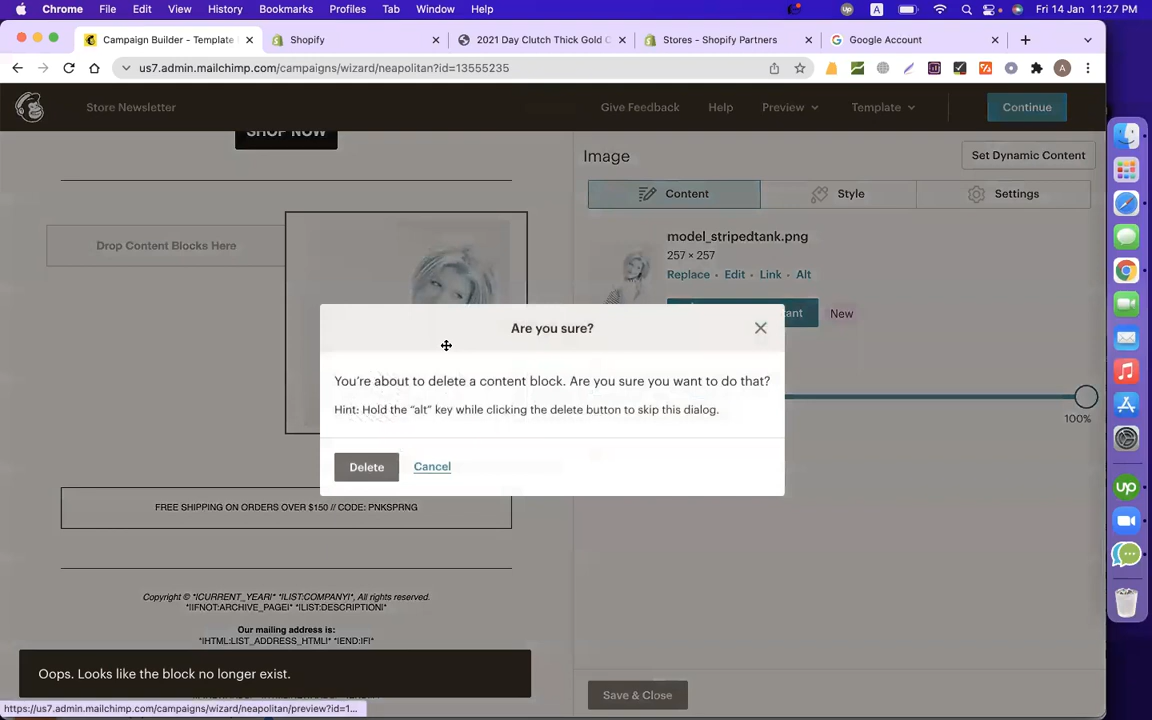 Chrome File Edit View History Bookmarks Profiles Tab Window Help
A
Fri 14 Jan 11:27 PM
Campaign Builder - Template
Shopify
2021 Day Clutch Thick Gold C
Stores - Shopify Partners
Google Account
us7.admin.mailchimp.com/campaigns/wizard/neapolitan?id=13555235
A
Store Newsletter
Give Feedback
Help
Preview
Template
Continue
SHOP NOW
Image
Set Dynamic Content
Content
Style
Settings
Drop Content Blocks Here
model_stripedtank.png
257 × 257
Replace · Edit · Link · Alt
New
Are you sure?
You're about to delete a content block. Are you sure you want to do that?
Hint: Hold the "alt" key while clicking the delete button to skip this dialog.
100%
Delete
Cancel
up
FREE SHIPPING ON ORDERS OVER $150 // CODE: PNKSPRNG
Copyright © *|CURRENT_YEAR|* *|LIST:COMPANY|*, All rights reserved.
*|IFNOT:ARCHIVE_PAGE|* *|LIST:DESCRIPTION|*
Our mailing address is:
*|HTML:LIST_ADDRESS_HTML|* *|END:IF|*
Oops. Looks like the block no longer exist.
Save & Close
https://us7.admin.mailchimp.com/campaigns/wizard/neapolitan/preview?id=1...